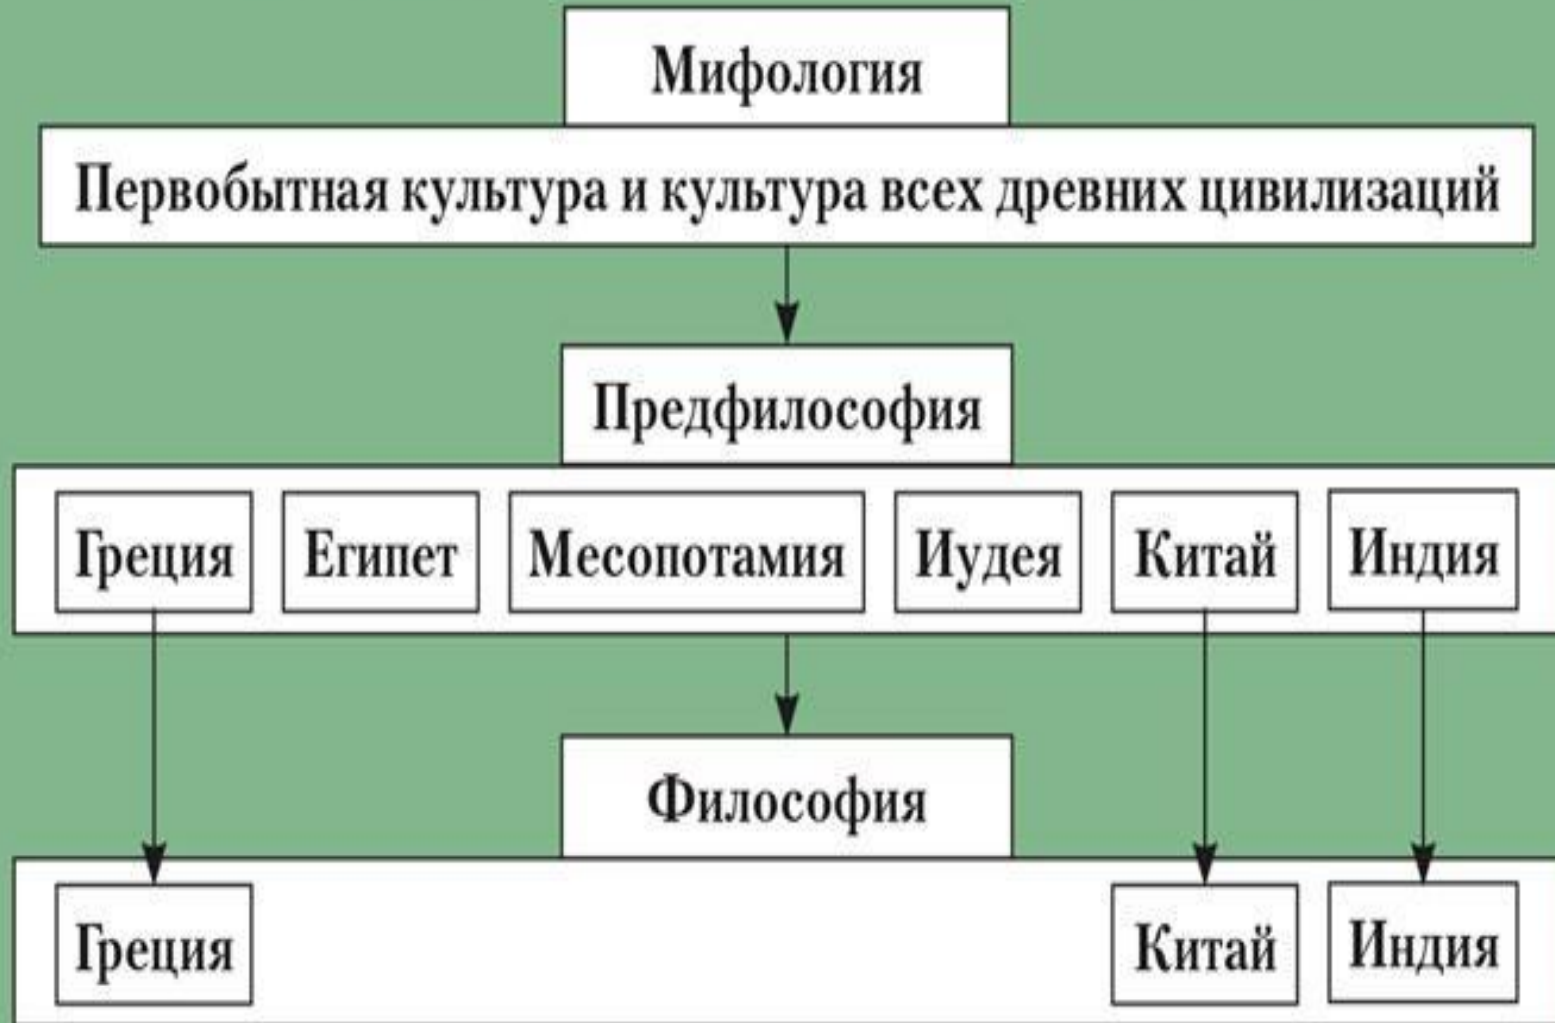 Мифология
Первобытная культура и культура всех древних цивилизаций
Предфилософия
Греция Египет Месопотамия Иудея Китай Индия
Философия
Греция Китай Индия